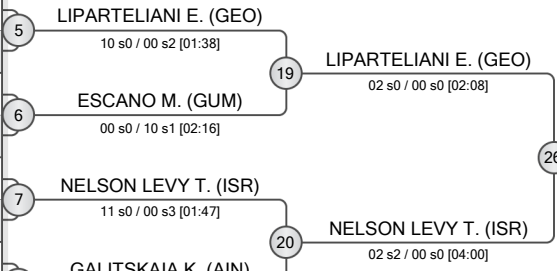 LIPARTELIANI E. (GEO)
5
10 s0 / 00 s2 [01:38]
19
LIPARTELIANI E. (GEO)
02 s0 / 00 s0 [02:08]
ESCANO M. (GUM)
6
00 s0 / 10 s1 [02:16]
26
NELSON LEVY T. (ISR)
7
11 s0 / 00 s3 [01:47]
20
NELSON LEVY T. (ISR)
02 s2 / 00 s0 [04:00]
GALITSKAIA K. (AIN)